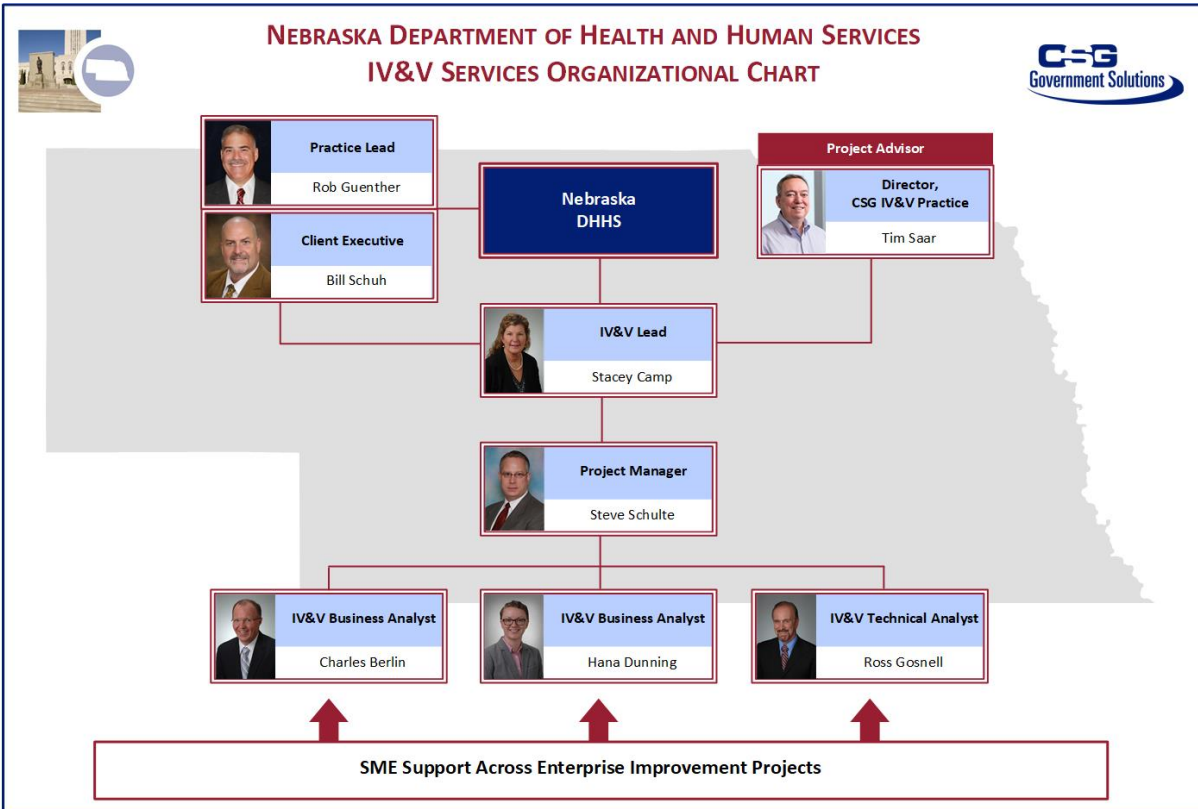 NEBRASKA DEPARTMENT OF HEALTH AND HUMAN SERVICES
IV&V SERVICES ORGANIZATIONAL CHART
CSG
Government Solutions
Practice Lead
Rob Guenther
Client Executive
Bill Schuh
Nebraska
DHHS
Project Advisor
Director,
CSG IV&V Practice
Tim Saar
IV&V Lead
Stacey Camp
Project Manager
Steve Schulte
IV&V Business Analyst
Charles Berlin
IV&V Business Analyst
Hana Dunning
IV&V Technical Analyst
Ross Gosnell
SME Support Across Enterprise Improvement Projects